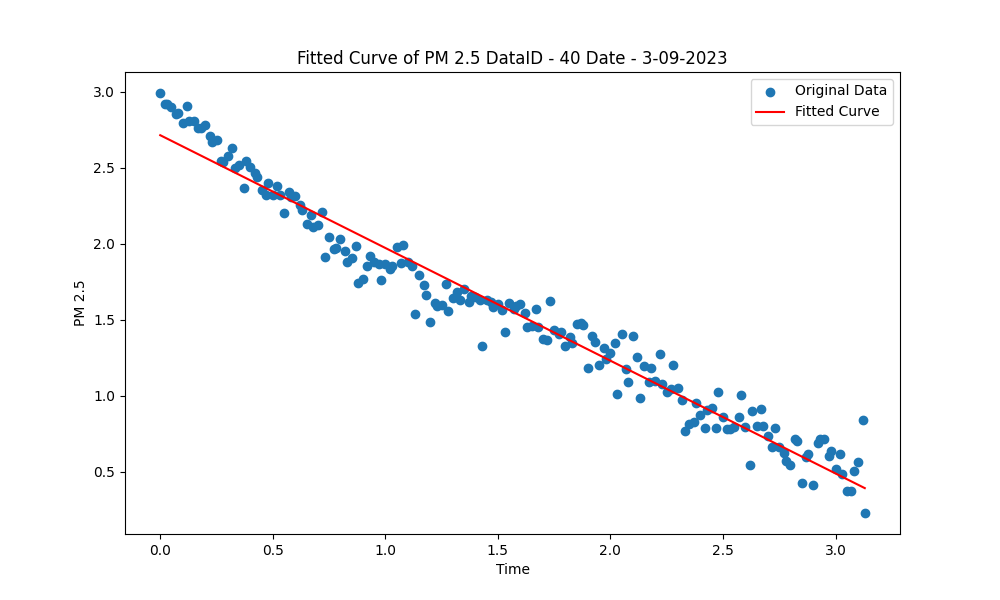 Fitted Curve of PM 2.5 DataID - 40 Date - 3-09-2023
Original Data
Fitted Curve
3.0
2.5
2.0
1.5
1.0
0.5
PM 2.5
0.0 0.5 1.0 1.5 2.0 2.5 3.0
Time